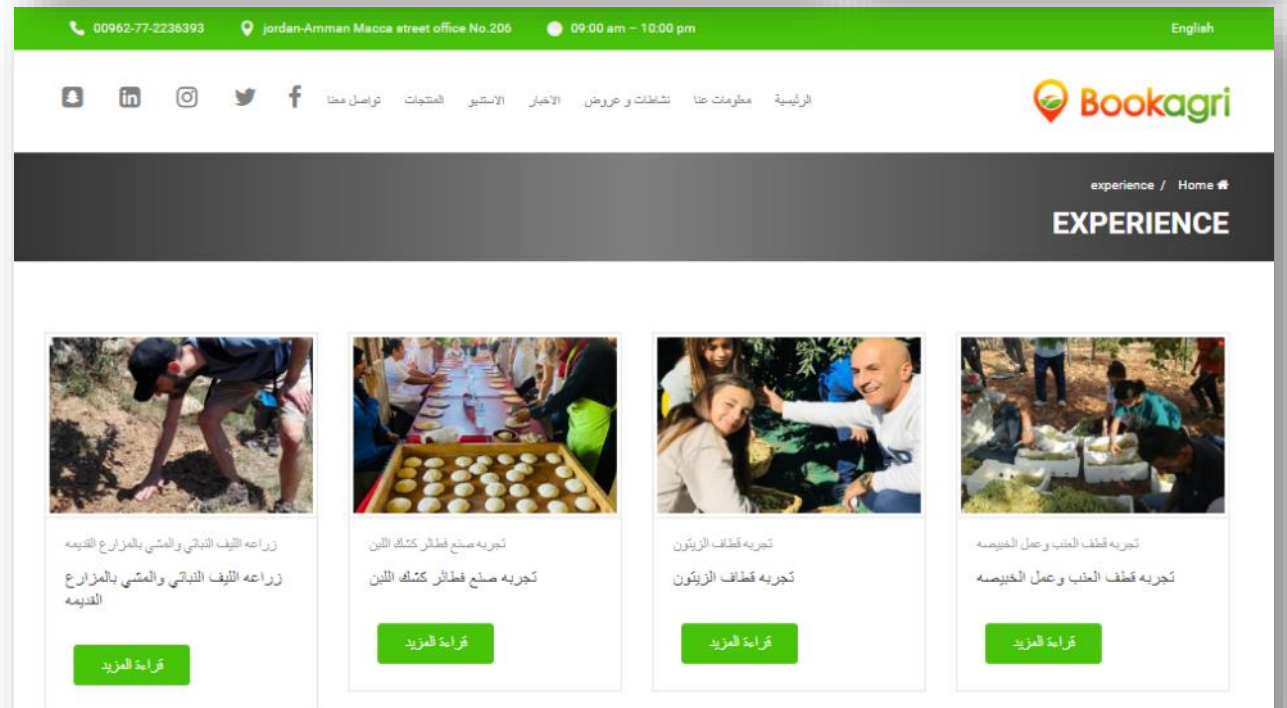 00962-77-2236393
jordan-Amman Macca street office No.206
09:00 am – 10:00 pm
English
Bookagri
الرئيسية معلومات عنا نشاطات و عروض الاخبار الاستديو المنتجات تواصل معنا
Home / experience
EXPERIENCE
تجربه قطف العنب وعمل الخبيصه
تجربه قطف العنب وعمل الخبيصه
قراءة المزيد
تجربه قطاف الزيتون
تجربه قطاف الزيتون
قراءة المزيد
تجربه صنع فطائر كشك اللبن
تجربه صنع فطائر كشك اللبن
قراءة المزيد
زراعه الليف النباتي والمشي بالمزارع القديمه
زراعه الليف النباتي والمشي بالمزارع
القديمه
قراءة المزيد